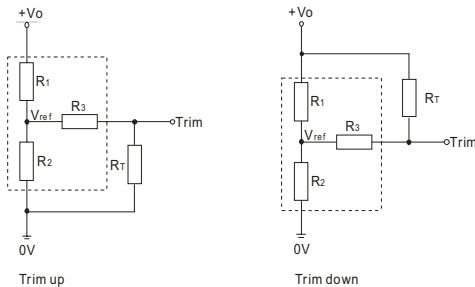 +Vo
R1
Vref
R3
Trim
R2
RT
0V
Trim up
+Vo
R1
RT
Vref
R3
Trim
R2
0V
Trim down